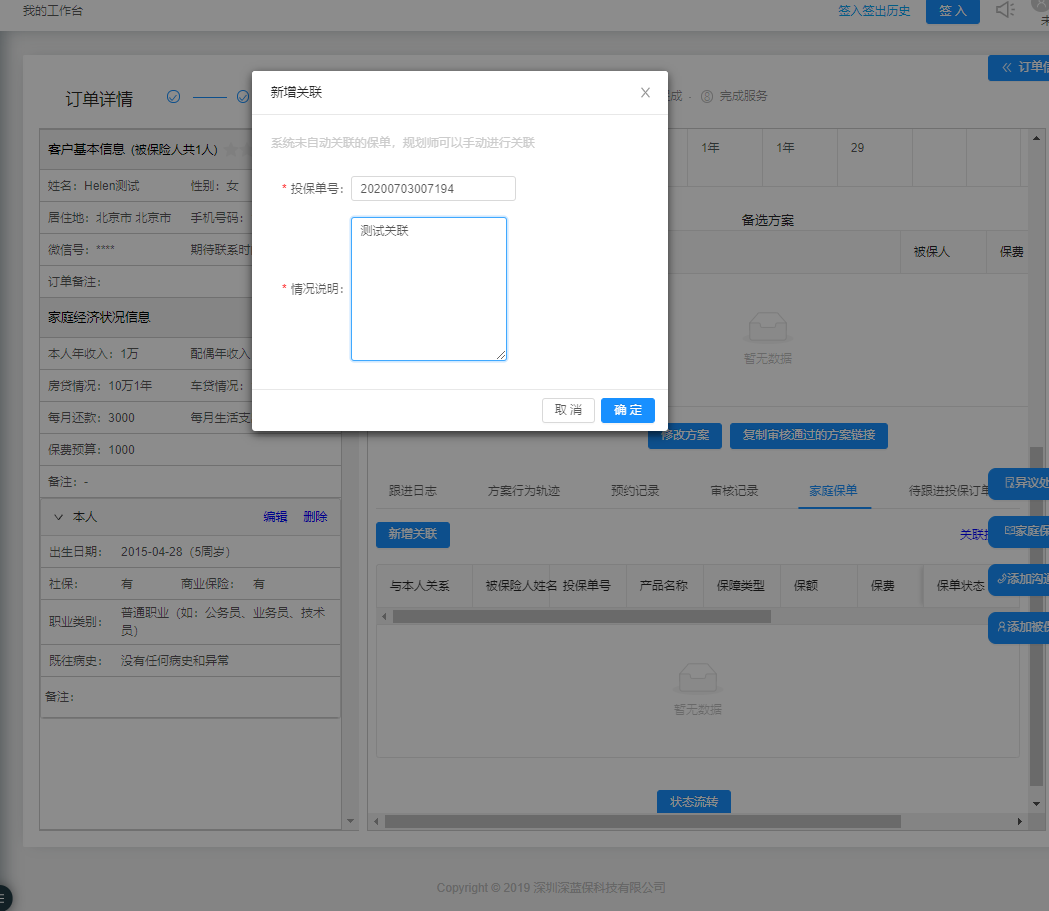 我的工作台
签入签出历史
签 入
订单详情
完成服务
客户基本信息 (被保险人共1人)
姓名：Helen测试 性别：女
居住地：北京市 北京市 手机号码：
微信号：**** 期待联系时
订单备注：
家庭经济状况信息
本人年收入：1万 配偶年收入
房贷情况：10万1年 车贷情况：
每月还款：3000 每月生活支
保费预算：1000
备注：-
本人 编辑 删除
出生日期： 2015-04-28（5周岁）
社保： 有 商业保险： 有
职业类别： 普通职业（如：公务员、业务员、技术
员）
既往病史： 没有任何病史和异常
备注：
新增关联
系统未自动关联的保单，规划师可以手动进行关联
* 投保单号： 20200703007194
* 情况说明： 测试关联
取 消 确 定
1年 1年 29
备选方案
被保人 保费
暂无数据
修改方案 复制审核通过的方案链接
跟进日志 方案行为轨迹 预约记录 审核记录 家庭保单 待跟进投保订单
新增关联
关联
与本人关系 被保险人姓名 投保单号 产品名称 保障类型 保额 保费 保单状态
暂无数据
状态流转
订单信
异议处
家庭保
添加沟
添加被保
Copyright © 2019 深圳深蓝保科技有限公司